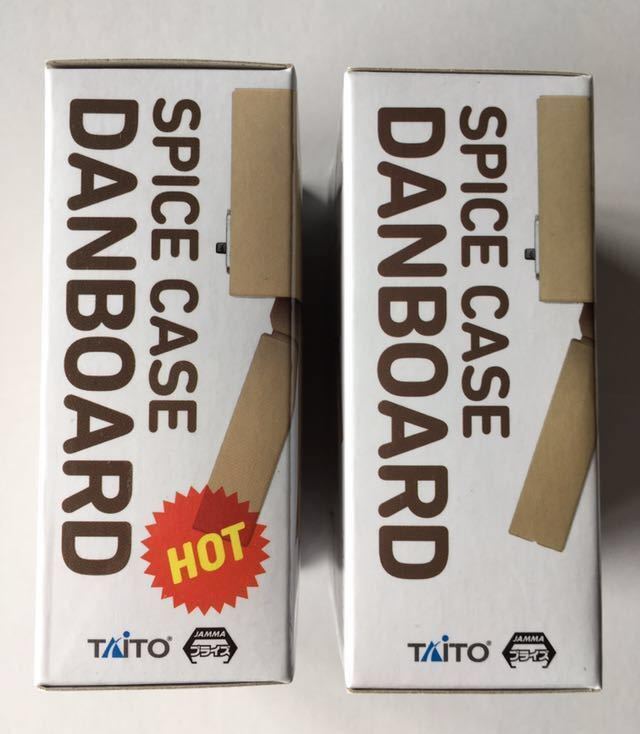 SPICE CASE
DANBOARD
HOT
TAITO®
JAMMA
プライズ
SPICE CASE
DANBOARD
TAITO®
JAMMA
プライズ